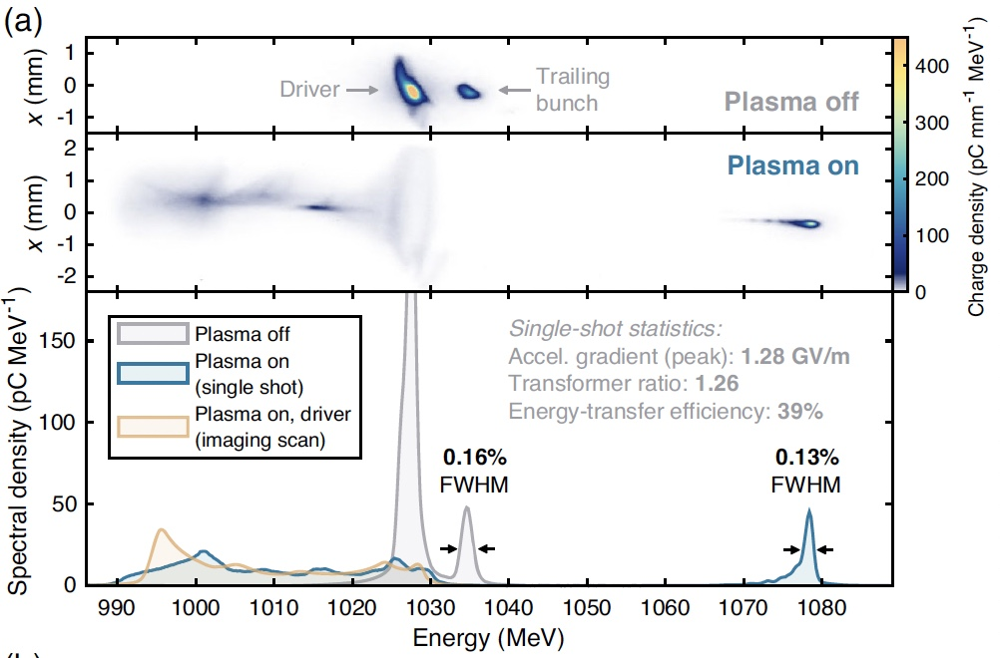 (a)
x (mm)
1
0
-1
Driver
Trailing
bunch
Plasma off
x (mm)
2
1
0
-1
-2
Plasma on
400
300
200
100
0
Charge density (pC mm⁻¹ MeV⁻¹)
Spectral density (pC MeV⁻¹)
150
100
50
0
Plasma off
Plasma on
(single shot)
Plasma on, driver
(imaging scan)
Single-shot statistics:
Accel. gradient (peak): 1.28 GV/m
Transformer ratio: 1.26
Energy-transfer efficiency: 39%
0.16%
FWHM
0.13%
FWHM
990 1000 1010 1020 1030 1040 1050 1060 1070 1080
Energy (MeV)